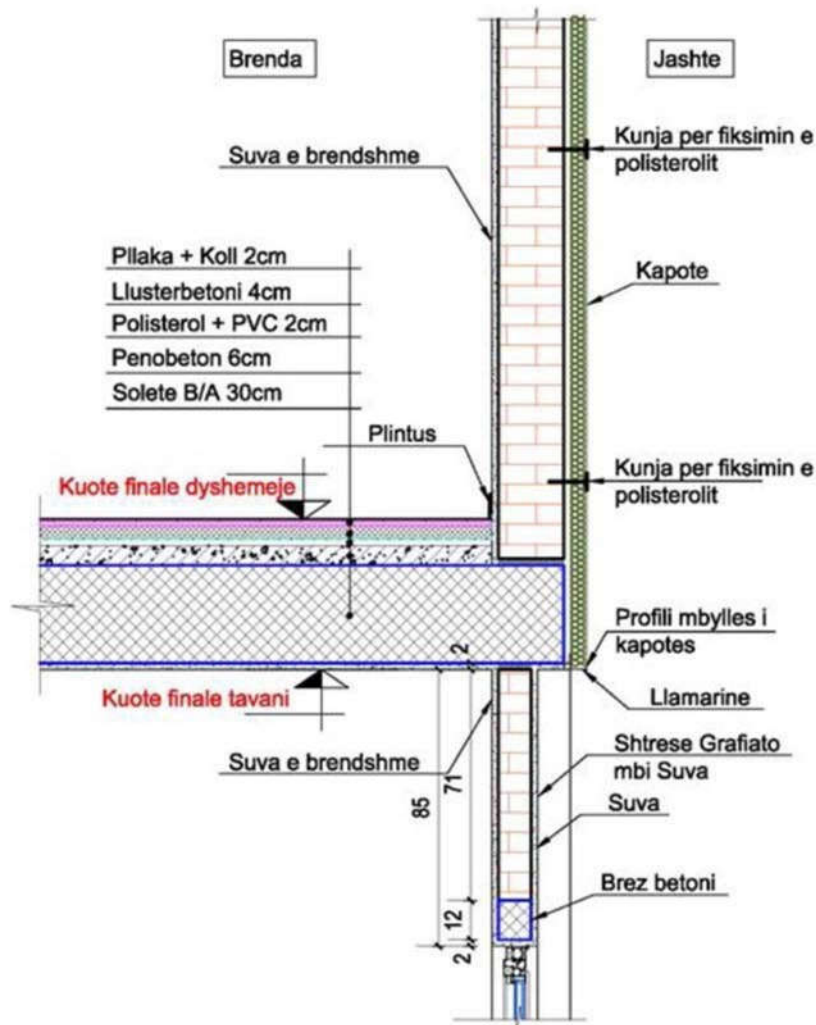 Brenda
Jashte
Kunja per fiksimin e
polisterolit
Suva e brendshme
Kapote
Pllaka + Koll 2cm
Llusterbetoni 4cm
Polisterol + PVC 2cm
Penobeton 6cm
Solete B/A 30cm
Plintus
Kunja per fiksimin e
polisterolit
Kuote finale dyshemeje
Profili mbylles i
kapotes
2
Kuote finale tavani
Llamarine
Suva e brendshme
Shtrese Grafiato
mbi Suva
71
85
Suva
Brez betoni
12
2